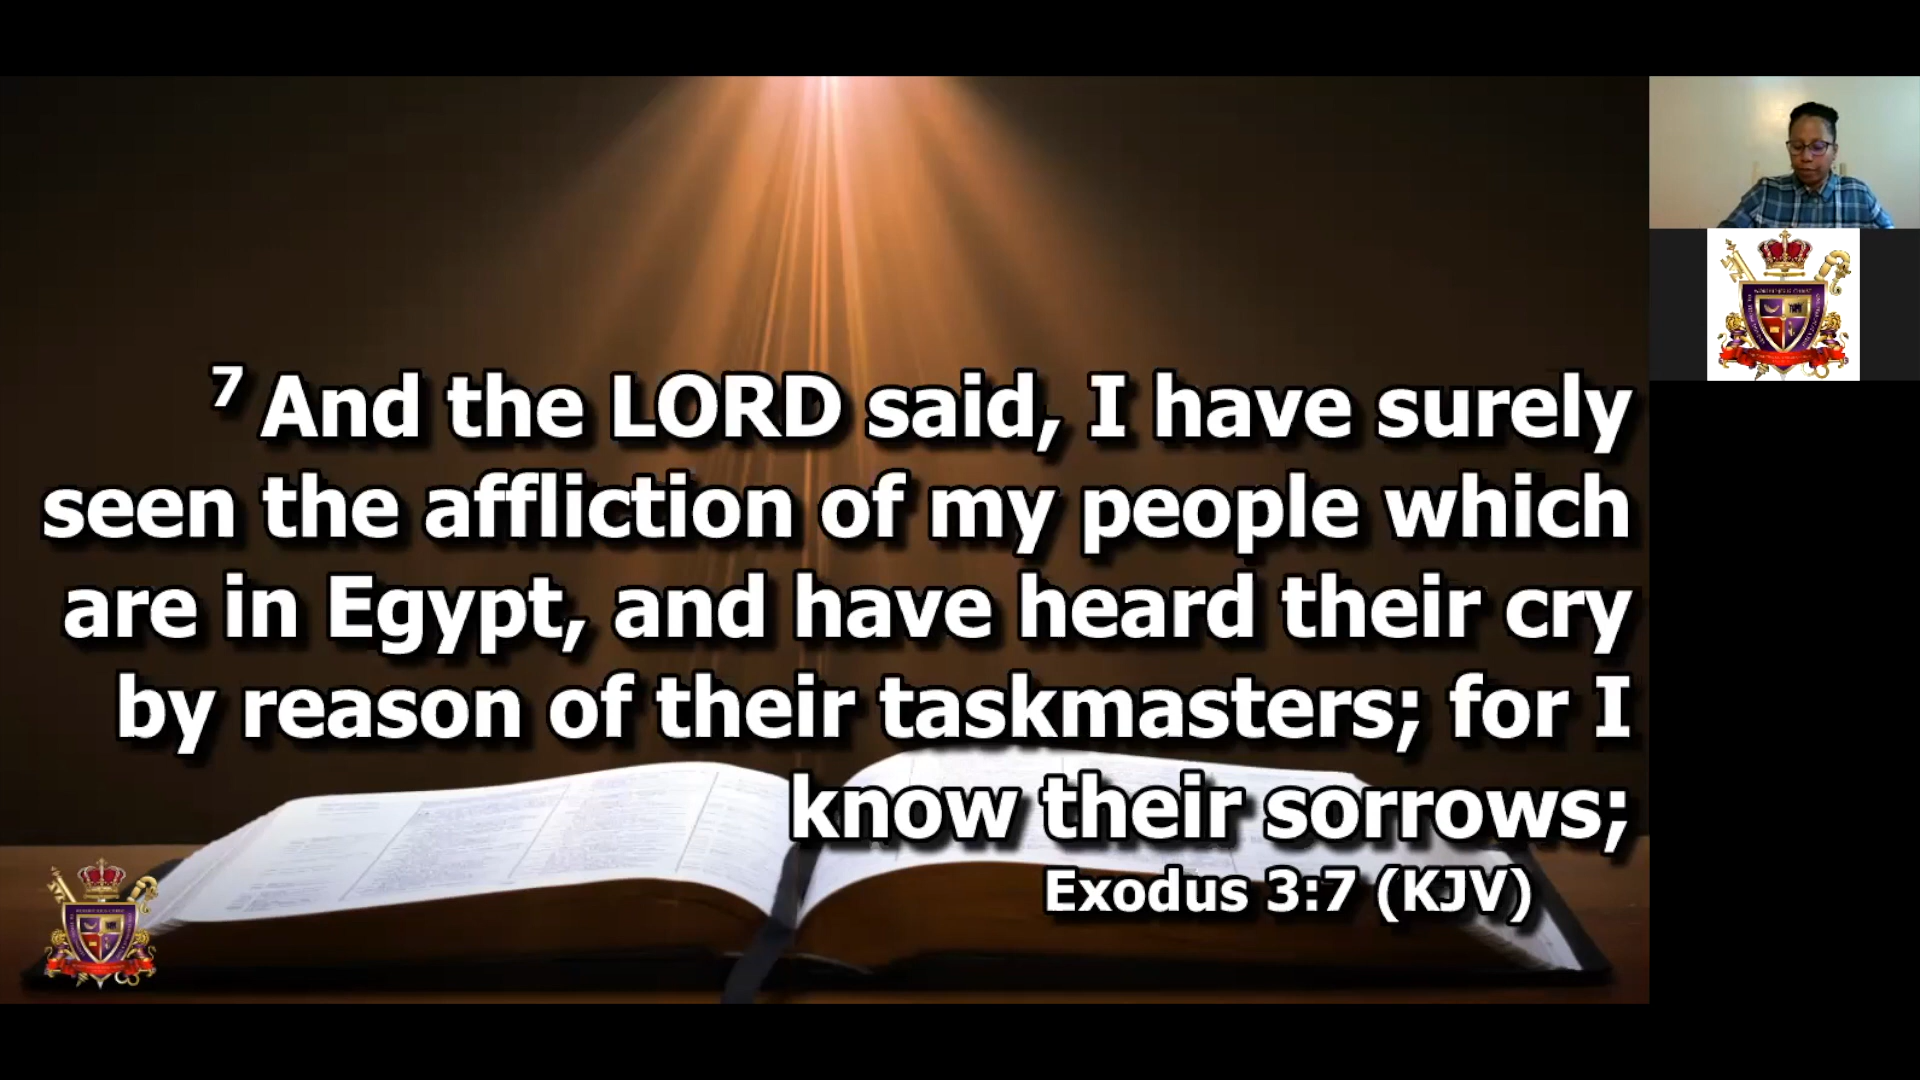 7 And the LORD said, I have surely
seen the affliction of my people which
are in Egypt, and have heard their cry
by reason of their taskmasters; for I
know their sorrows;
Exodus 3:7 (KJV)